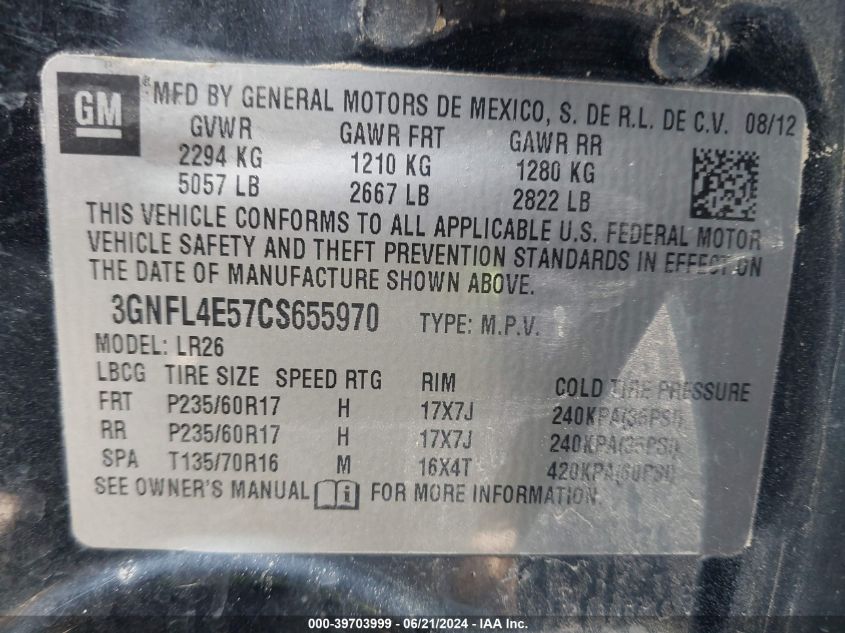 GM
MFD BY GENERAL MOTORS DE MEXICO, S. DE R.L. DE C.V. 08/12
GVWR GAWR FRT GAWR RR
2294 KG 1210 KG 1280 KG
5057 LB 2667 LB 2822 LB
THIS VEHICLE CONFORMS TO ALL APPLICABLE U.S. FEDERAL MOTOR
VEHICLE SAFETY AND THEFT PREVENTION STANDARDS IN EFFECT ON
THE DATE OF MANUFACTURE SHOWN ABOVE.
3GNFL4E57CS655970 TYPE: M.P.V.
MODEL: LR26
LBCG TIRE SIZE SPEED RTG RIM COLD TIRE PRESSURE
FRT P235/60R17 H 17X7J 240KPA(35PSI)
RR P235/60R17 H 17X7J 240KPA(35PSI)
SPA T135/70R16 M 16X4T 420KPA(60PSI)
SEE OWNER'S MANUAL i FOR MORE INFORMATION.
000-39703999 - 06/21/2024 - IAA Inc.